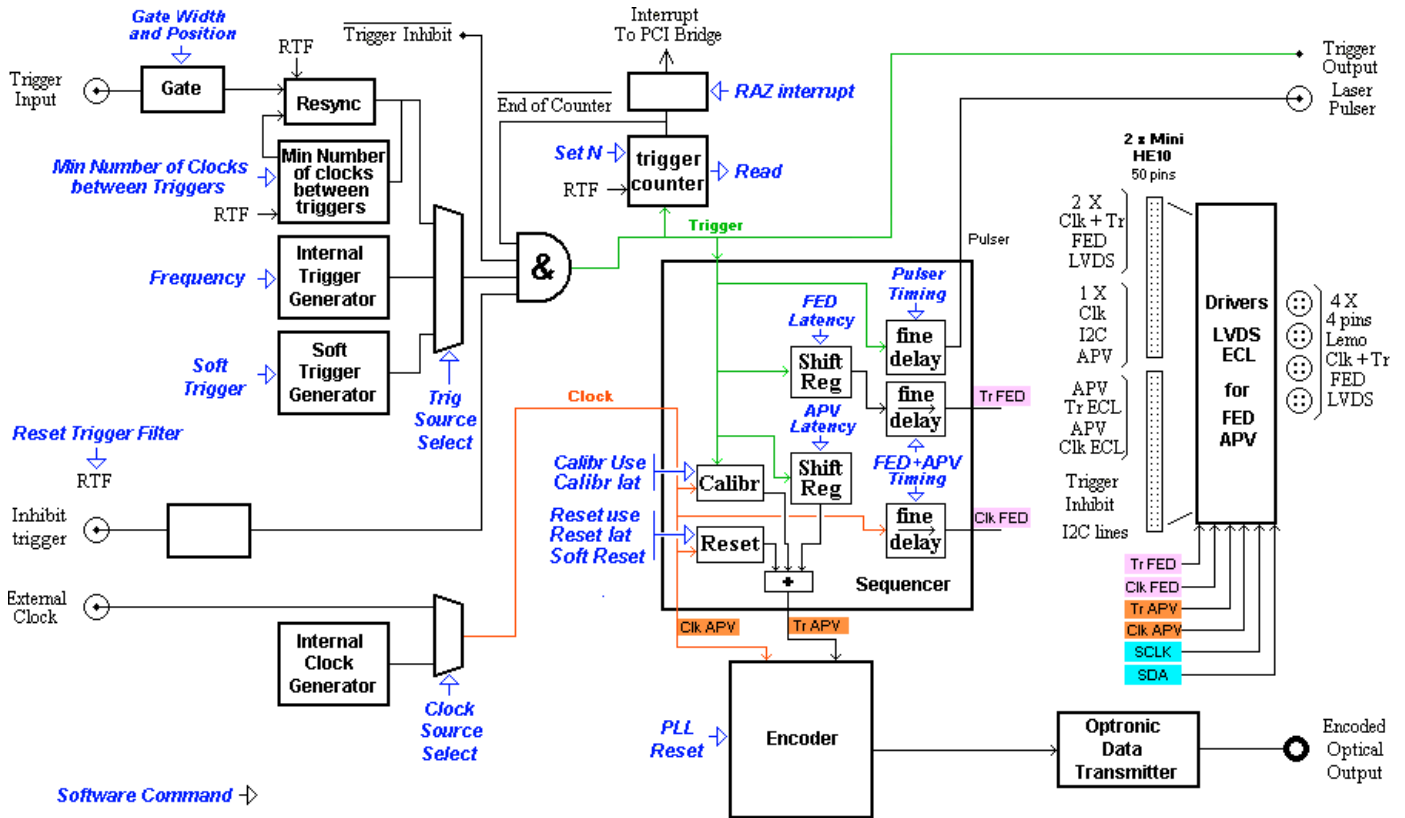 Gate Width
and Position
RTF
Trigger Inhibit
Interrupt
To PCI Bridge
Trigger
Output
Trigger
Input
Gate
Resync
RAZ interrupt
Laser
Pulser
End of Counter
Min Number of Clocks
between Triggers
Min Number
of clocks
between
triggers
RTF
Set N
trigger
counter
Read
RTF
2 x Mini
HE10
50 pins
2 X
Clk + Tr
FED
LVDS
1 X
Clk
I2C
APV
APV
Tr ECL
APV
Clk ECL
Trigger
Inhibit
I2C lines
Drivers
LVDS
ECL
for
FED
APV
4 X
4 pins
Lemo
Clk + Tr
FED
LVDS
Trigger
Pulser
Frequency
Internal
Trigger
Generator
&
Pulser
Timing
FED
Latency
fine
delay
Shift
Reg
fine
delay
Tr FED
Soft
Trigger
Soft
Trigger
Generator
Trig
Source
Select
Clock
APV
Latency
FED+APV
Timing
Reset Trigger Filter
RTF
Calibr Use
Calibr lat
Calibr
Shift
Reg
Inhibit
trigger
Reset use
Reset lat
Soft Reset
Reset
fine
delay
Clk FED
+
Sequencer
Tr FED
Clk FED
Tr APV
Clk APV
SCLK
SDA
External
Clock
Internal
Clock
Generator
Clk APV
Tr APV
Clock
Source
Select
PLL
Reset
Encoder
Optronic
Data
Transmitter
Encoded
Optical
Output
Software Command